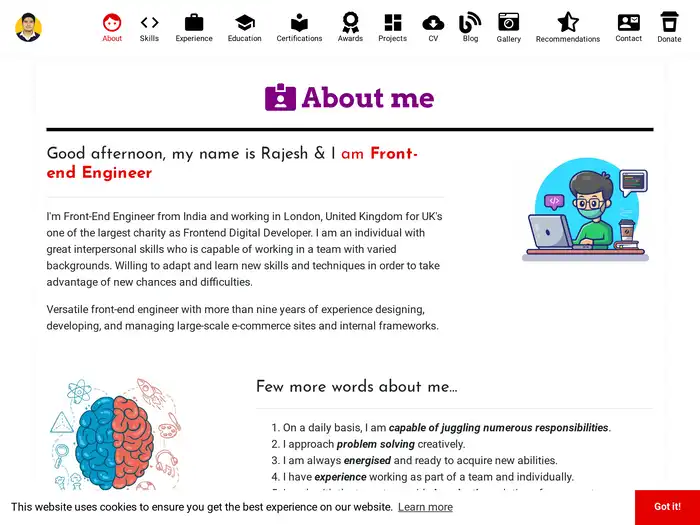 About
Skills
Experience
Education
Certifications
Awards
Projects
CV
Blog
Gallery
Recommendations
Contact
Donate
About me
Good afternoon, my name is Rajesh & I am Front-
end Engineer
I'm Front-End Engineer from India and working in London, United Kingdom for UK's
one of the largest charity as Frontend Digital Developer. I am an individual with
great interpersonal skills who is capable of working in a team with varied
backgrounds. Willing to adapt and learn new skills and techniques in order to take
advantage of new chances and difficulties.
Versatile front-end engineer with more than nine years of experience designing,
developing, and managing large-scale e-commerce sites and internal frameworks.
Few more words about me...
1. On a daily basis, I am capable of juggling numerous responsibilities.
2. I approach problem solving creatively.
3. I am always energised and ready to acquire new abilities.
4. I have experience working as part of a team and individually.
This website uses cookies to ensure you get the best experience on our website. Learn more
Got it!